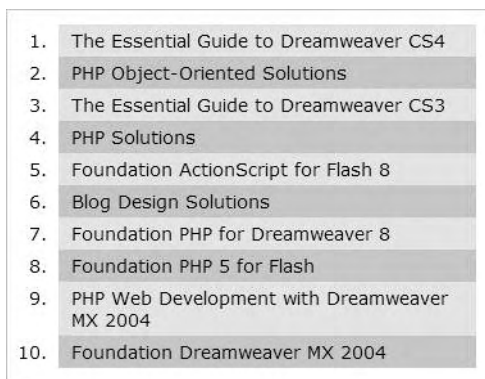 1. The Essential Guide to Dreamweaver CS4
2. PHP Object-Oriented Solutions
3. The Essential Guide to Dreamweaver CS3
4. PHP Solutions
5. Foundation ActionScript for Flash 8
6. Blog Design Solutions
7. Foundation PHP for Dreamweaver 8
8. Foundation PHP 5 for Flash
9. PHP Web Development with Dreamweaver
MX 2004
10. Foundation Dreamweaver MX 2004